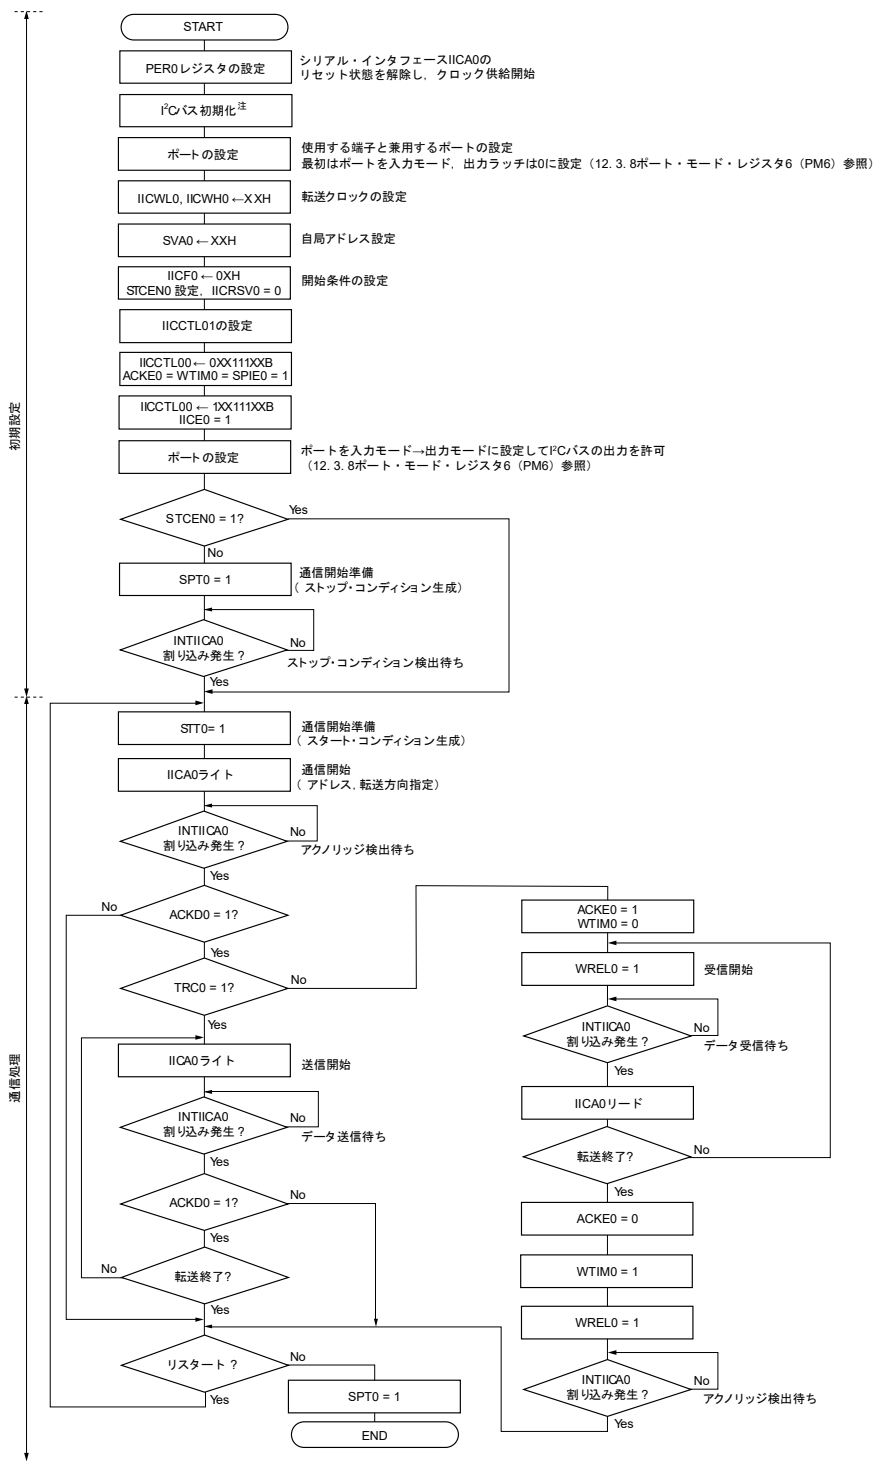 START
PER0レジスタの設定
シリアル・インタフェースIICA0の
リセット状態を解除し，クロック供給開始
I²Cバス初期化注
ポートの設定
使用する端子と兼用するポートの設定
最初はポートを入力モード，出力ラッチは0に設定（12. 3. 8ポート・モード・レジスタ6（PM6）参照）
IICWL0, IICWH0 ←XXH
転送クロックの設定
SVA0 ← XXH
自局アドレス設定
IICF0 ← 0XH
STCEN0 設定，IICRSV0 = 0
開始条件の設定
IICCTL01の設定
IICCTL00 ← 0XX111XXB
ACKE0 = WTIM0 = SPIE0 = 1
IICCTL00 ← 1XX111XXB
IICE0 = 1
初期設定
ポートの設定
ポートを入力モード→出力モードに設定してI²Cバスの出力を許可
（12. 3. 8ポート・モード・レジスタ6（PM6）参照）
STCEN0 = 1?
Yes
No
SPT0 = 1
通信開始準備
（ ストップ・コンディション生成）
INTIICA0
割り込み発生？
No
ストップ・コンディション検出待ち
Yes
STT0= 1
通信開始準備
（ スタート・コンディション生成）
IICA0ライト
通信開始
（ アドレス，転送方向指定）
INTIICA0
割り込み発生？
No
アクノリッジ検出待ち
Yes
ACKD0 = 1?
No
Yes
TRC0 = 1?
No
Yes
通信処理
IICA0ライト
送信開始
INTIICA0
割り込み発生？
No
データ送信待ち
Yes
ACKD0 = 1?
No
Yes
転送終了？
No
Yes
リスタート？
No
Yes
SPT0 = 1
END
ACKE0 = 1
WTIM0 = 0
WREL0 = 1
受信開始
INTIICA0
割り込み発生？
No
データ受信待ち
Yes
IICA0リード
転送終了？
No
Yes
ACKE0 = 0
WTIM0 = 1
WREL0 = 1
INTIICA0
割り込み発生？
No
アクノリッジ検出待ち
Yes